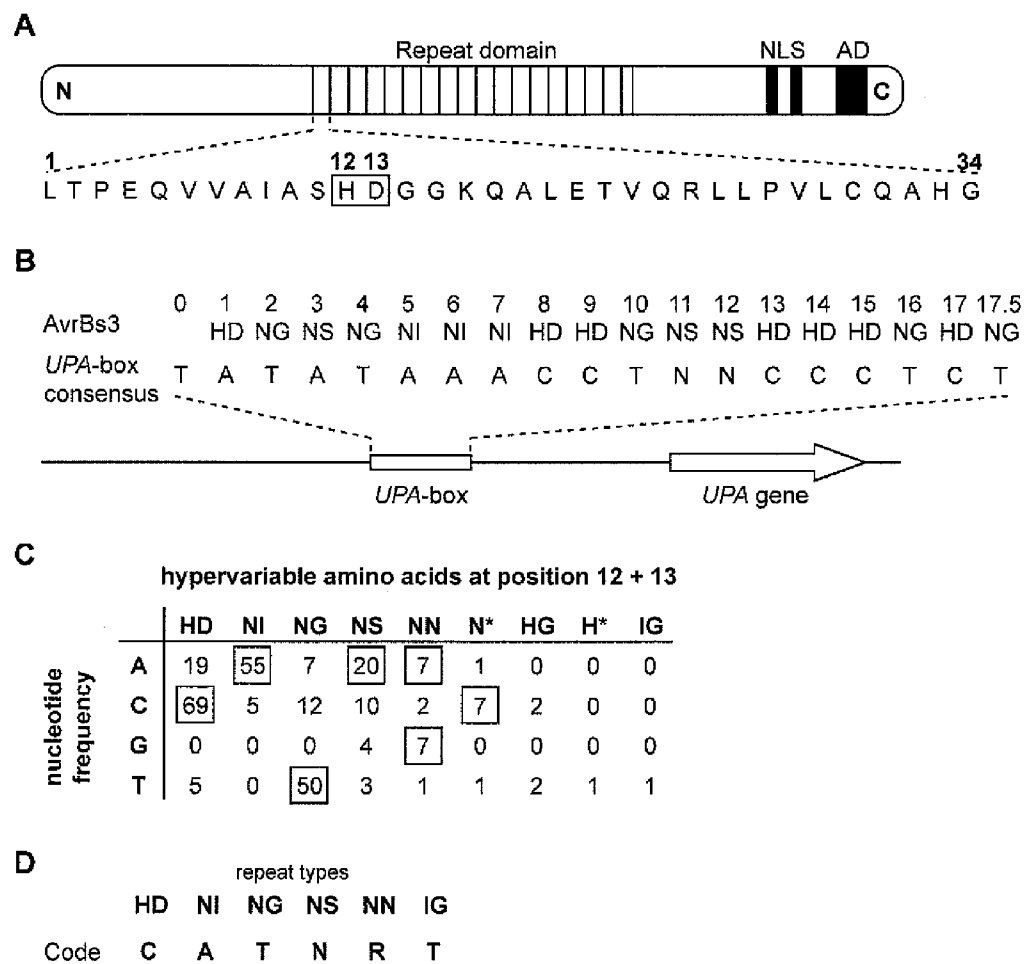 A
Repeat domain NLS AD
N C
1 12 13 34
L T P E Q V V A I A S H D G G K Q A L E T V Q R L L P V L C Q A H G
B
0 1 2 3 4 5 6 7 8 9 10 11 12 13 14 15 16 17 17.5
AvrBs3 HD NG NS NG NI NI NI HD HD NG NS NS HD HD HD NG HD NG
UPA-box consensus T A T A T A A A C C T N N C C C T C T
UPA-box UPA gene
C
hypervariable amino acids at position 12 + 13
HD NI NG NS NN N* HG H* IG
nucleotide frequency
A 19 55 7 20 7 1 0 0 0
C 69 5 12 10 2 7 2 0 0
G 0 0 0 4 7 0 0 0 0
T 5 0 50 3 1 1 2 1 1
D
repeat types
HD NI NG NS NN IG
Code C A T N R T